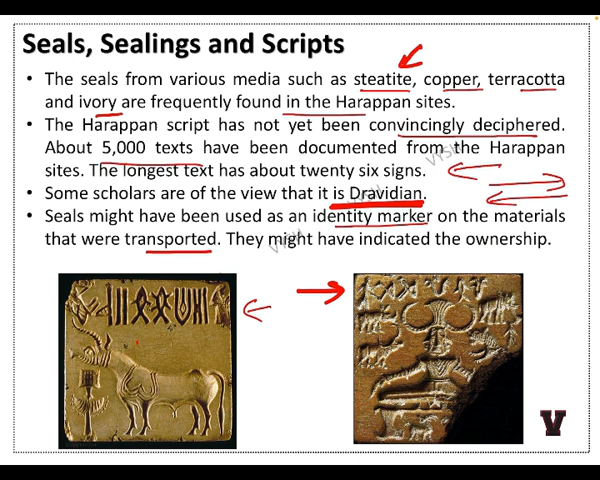 Seals, Sealings and Scripts
• The seals from various media such as steatite, copper, terracotta
and ivory are frequently found in the Harappan sites.
• The Harappan script has not yet been convincingly deciphered.
About 5,000 texts have been documented from the Harappan
sites. The longest text has about twenty six signs.
• Some scholars are of the view that it is Dravidian.
• Seals might have been used as an identity marker on the materials
that were transported. They might have indicated the ownership.
V